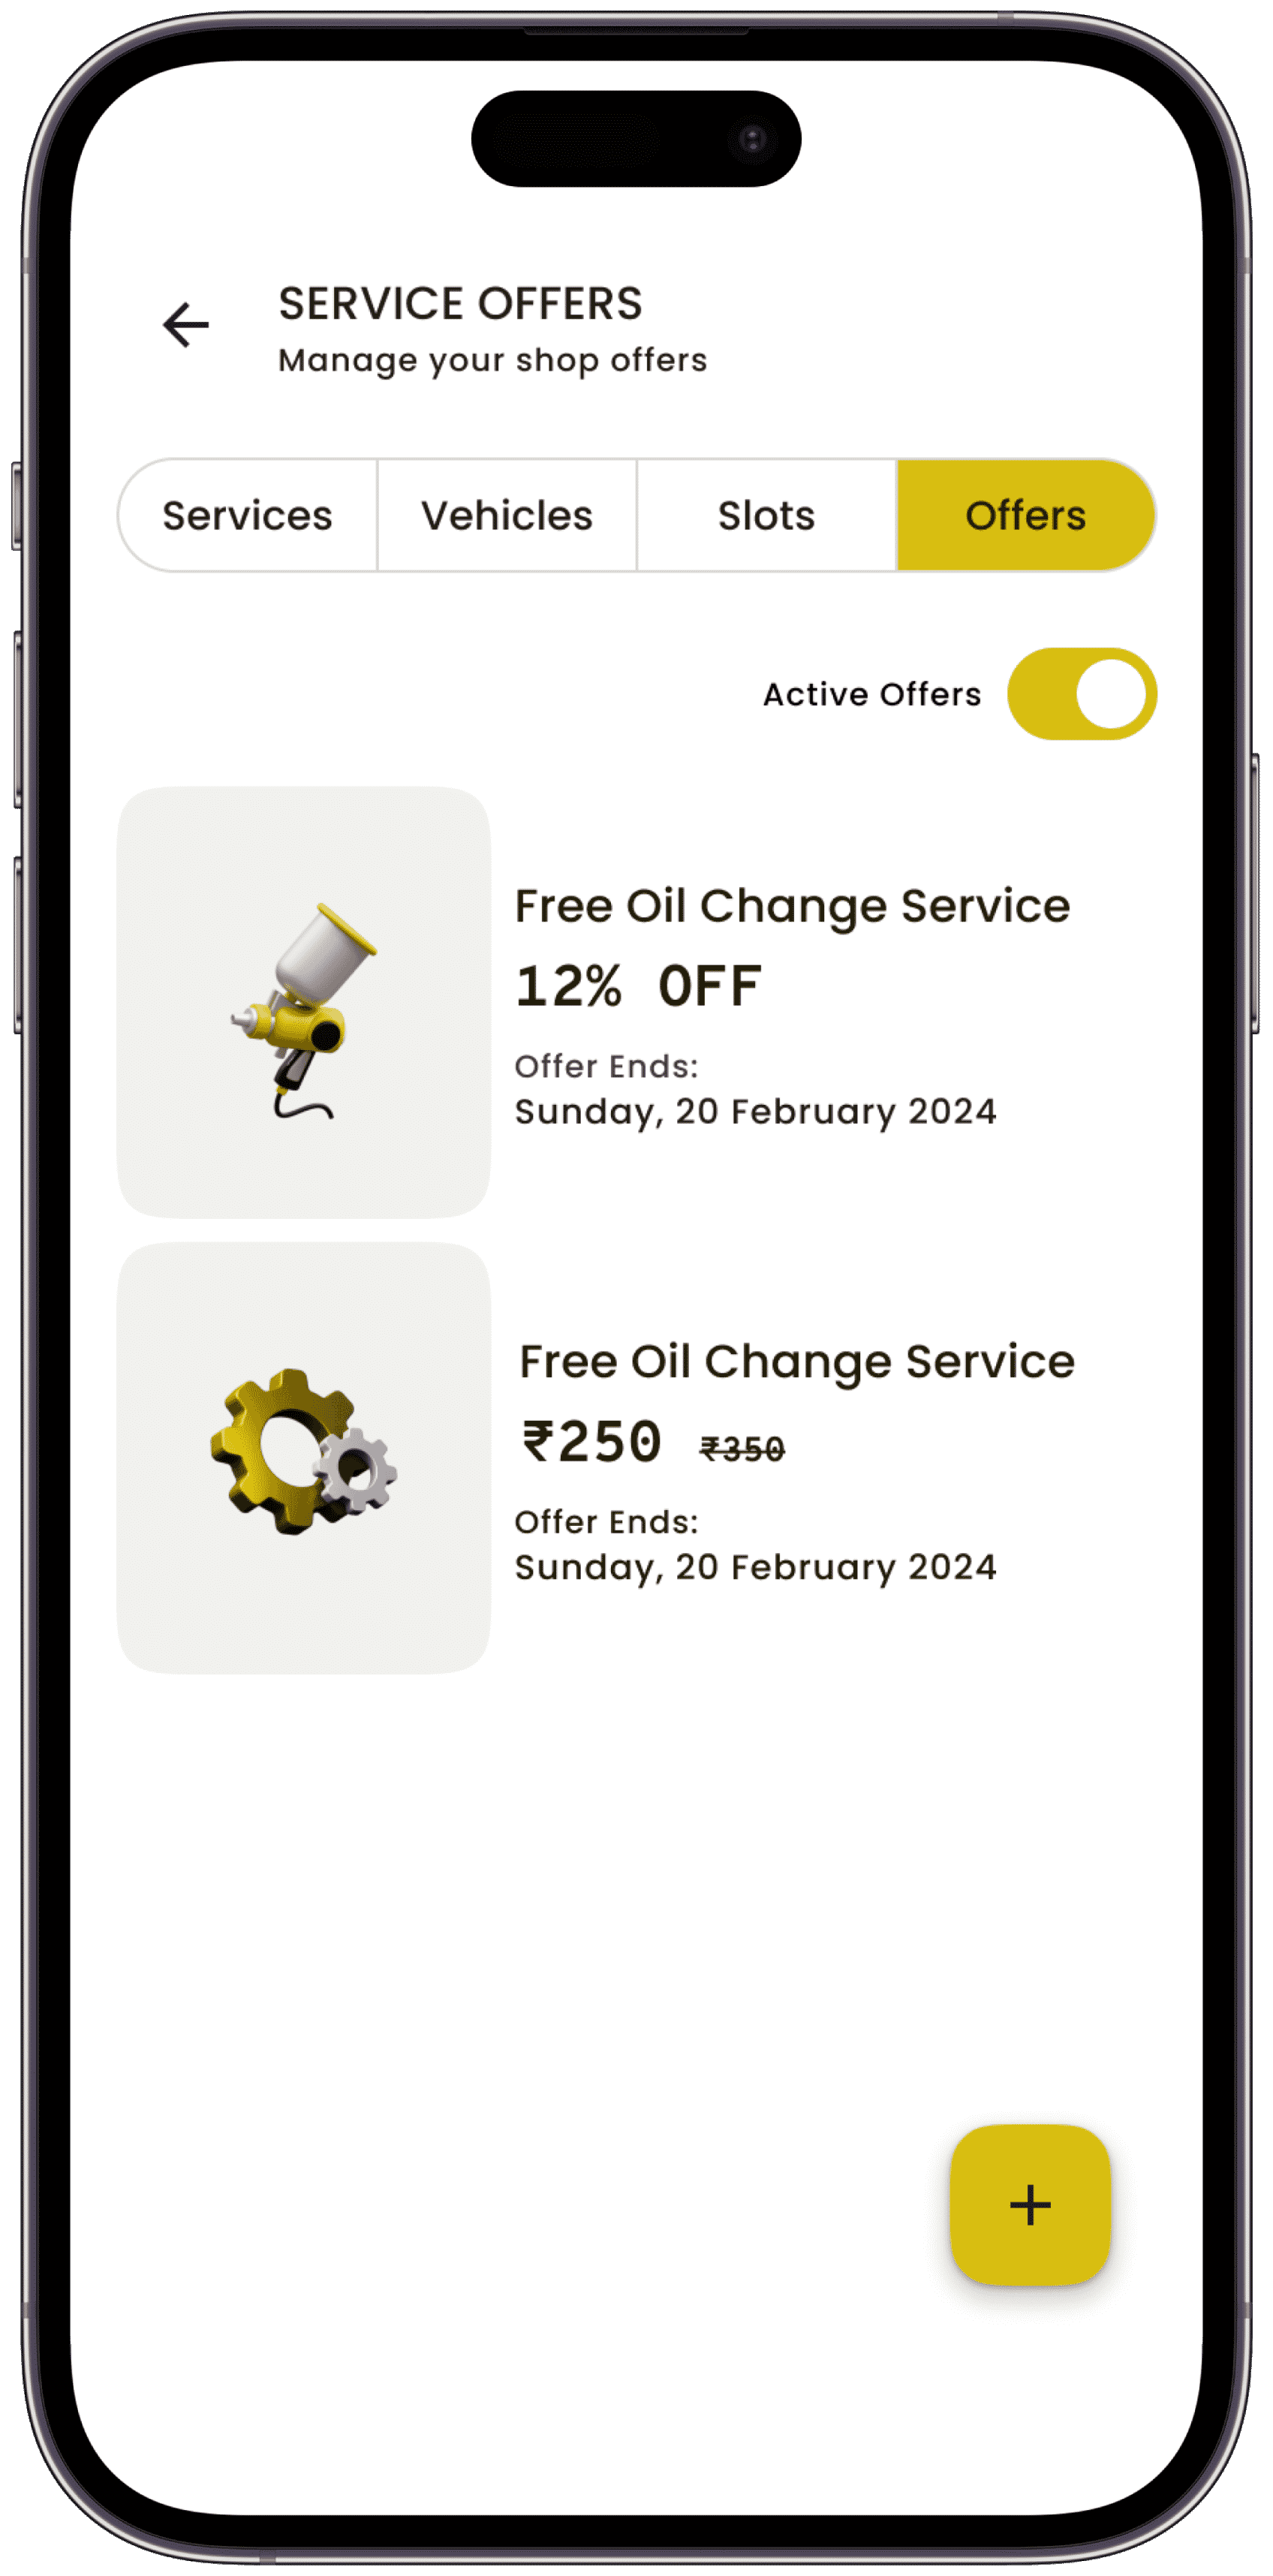 SERVICE OFFERS
Manage your shop offers
Services Vehicles Slots Offers
Active Offers
Free Oil Change Service
12% OFF
Offer Ends:
Sunday, 20 February 2024
Free Oil Change Service
₹250 ₹350
Offer Ends:
Sunday, 20 February 2024
+